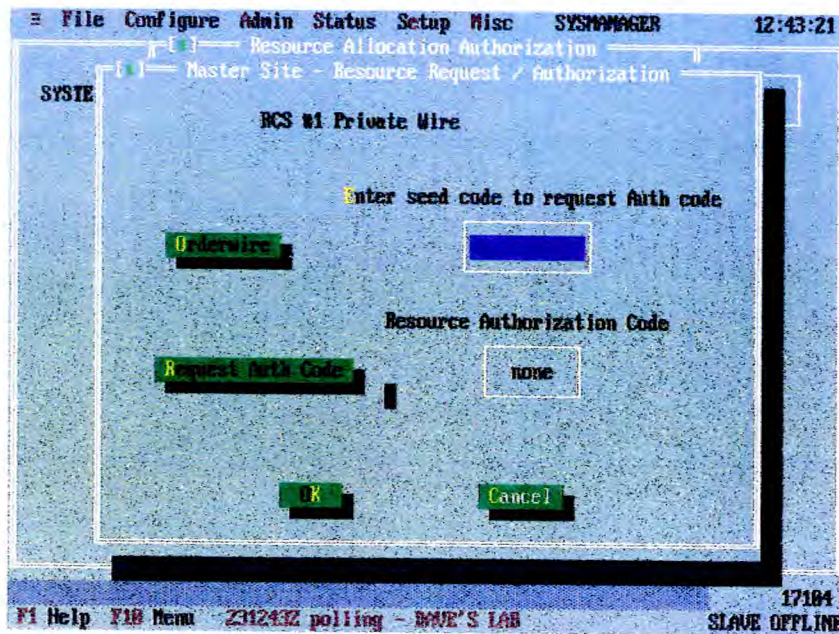 ≡ File Configure Admin Status Setup Misc SYSMANAGER 12:43:21
Resource Allocation Authorization
Master Site - Resource Request / Authorization
SYSTE
RCS #1 Private Wire
Enter seed code to request Auth code
Orderwire
Resource Authorization Code
Request Auth Code
none
OK
Cancel
17104
F1 Help F10 Menu 231243Z polling - DAVE'S LAB SLAVE OFFLINE